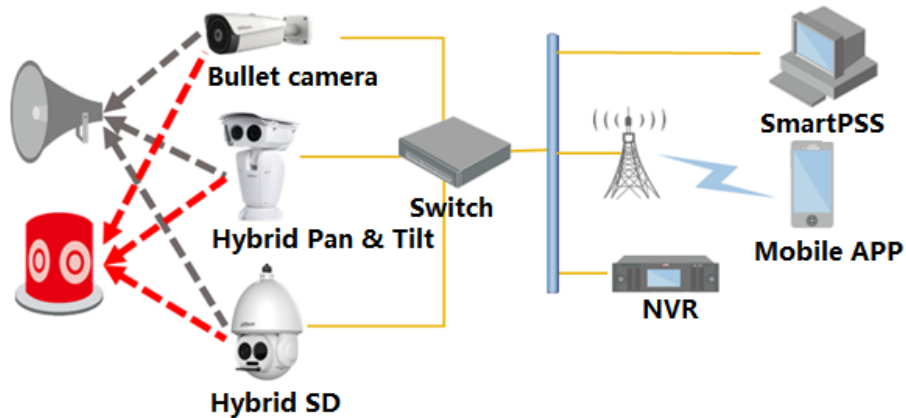 Bullet camera
Hybrid Pan & Tilt
Hybrid SD
Switch
SmartPSS
Mobile APP
NVR